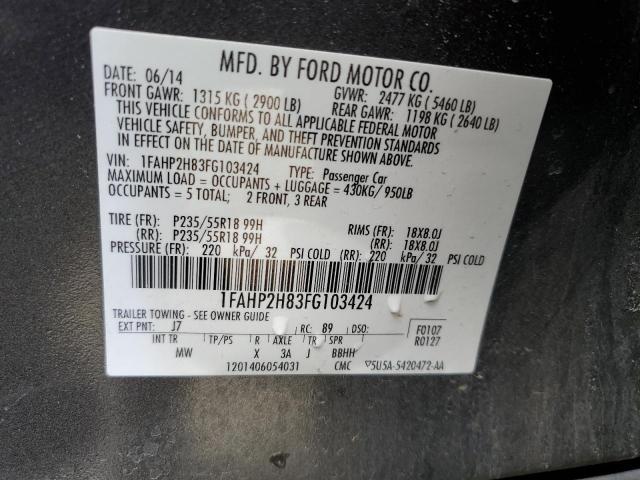 MFD. BY FORD MOTOR CO.
DATE: 06/14 GVWR: 2477 KG ( 5460 LB)
FRONT GAWR: 1315 KG ( 2900 LB) REAR GAWR: 1198 KG ( 2640 LB)
THIS VEHICLE CONFORMS TO ALL APPLICABLE FEDERAL MOTOR
VEHICLE SAFETY, BUMPER, AND THEFT PREVENTION STANDARDS
IN EFFECT ON THE DATE OF MANUFACTURE SHOWN ABOVE.
VIN: 1FAHP2H83FG103424 TYPE: Passenger Car
MAXIMUM LOAD = OCCUPANTS + LUGGAGE = 430KG/ 950LB
OCCUPANTS = 5 TOTAL; 2 FRONT, 3 REAR
TIRE (FR): P235/55R18 99H RIMS (FR): 18X8.0J
(RR): P235/55R18 99H (RR): 18X8.0J
PRESSURE (FR): 220 kPa/ 32 PSI COLD (RR): 220 kPa/ 32 PSI COLD
1FAHP2H83FG103424
TRAILER TOWING - SEE OWNER GUIDE
EXT PNT: J7 RC: 89 DSO: F0107
INT TR TP/PS R AXLE TR SPR R0127
MW X 3A J BBHH
1201406054031 CMC ▽5U5A-5420472-AA